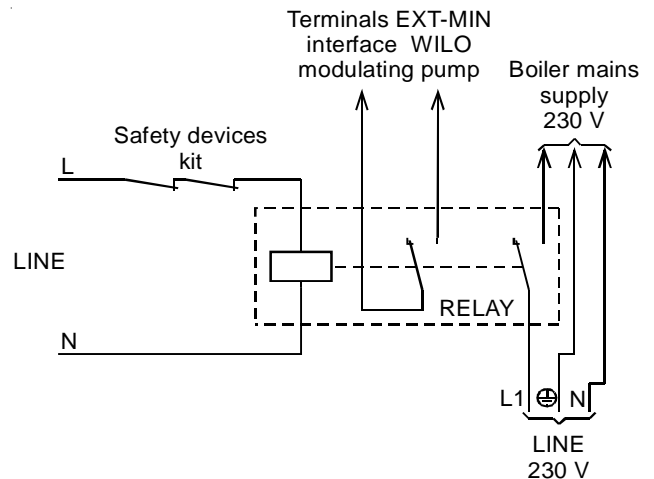 Terminals EXT-MIN
interface WILO
modulating pump
Boiler mains
supply
230 V
Safety devices
kit
L
LINE
RELAY
N
L1
N
LINE
230 V